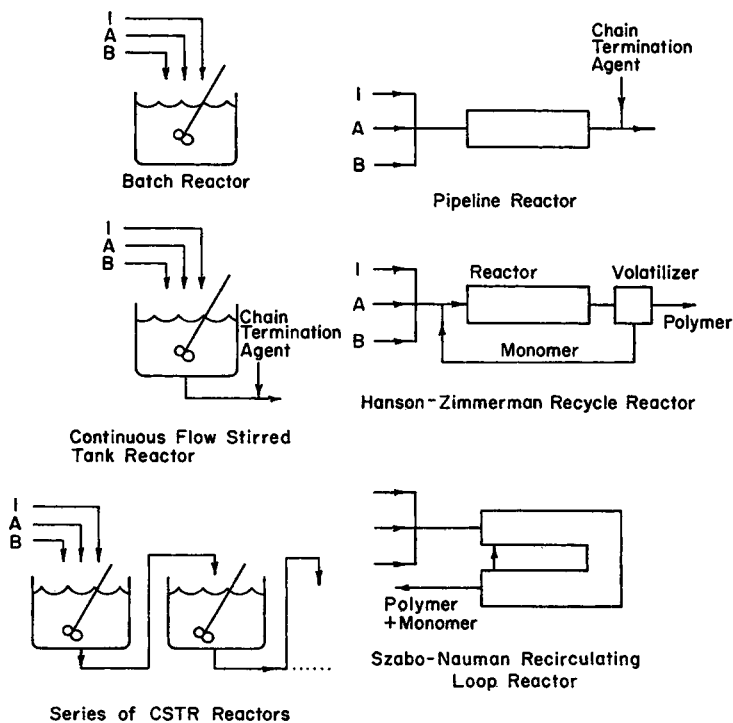 I
A
B
Batch Reactor
Chain
Termination
Agent
I
A
B
Pipeline Reactor
I
A
B
Chain
Termination
Agent
Continuous Flow Stirred
Tank Reactor
I
A
B
Reactor
Volatilizer
Polymer
Monomer
Hanson-Zimmerman Recycle Reactor
I
A
B
Series of CSTR Reactors
Polymer
+Monomer
Szabo-Nauman Recirculating
Loop Reactor